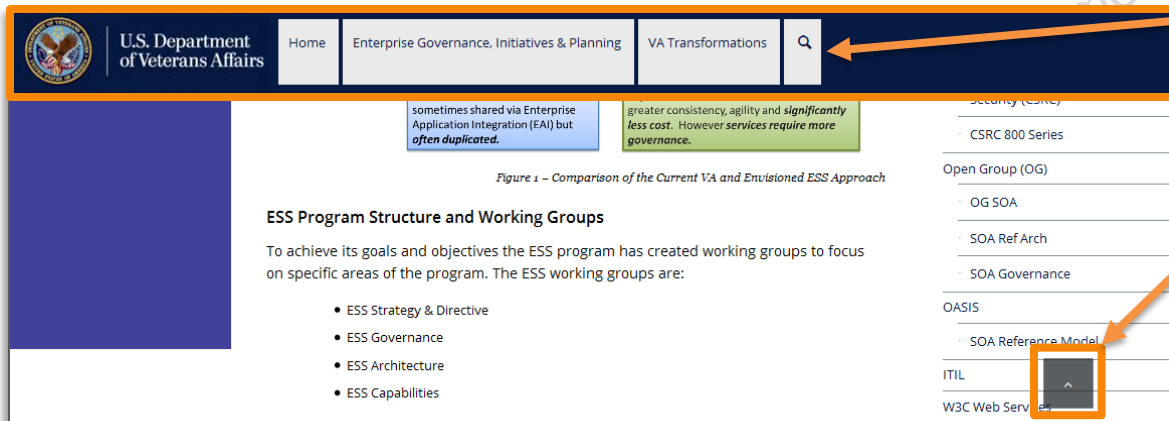 U.S. Department
of Veterans Affairs
Home
Enterprise Governance, Initiatives & Planning
VA Transformations
sometimes shared via Enterprise
Application Integration (EAI) but
often duplicated.
greater consistency, agility and significantly
less cost. However services require more
governance.
Figure 1 – Comparison of the Current VA and Envisioned ESS Approach
ESS Program Structure and Working Groups
To achieve its goals and objectives the ESS program has created working groups to focus
on specific areas of the program. The ESS working groups are:
• ESS Strategy & Directive
• ESS Governance
• ESS Architecture
• ESS Capabilities
Security (CSRC)
CSRC 800 Series
Open Group (OG)
OG SOA
SOA Ref Arch
SOA Governance
OASIS
SOA Reference Model
ITIL
W3C Web Services